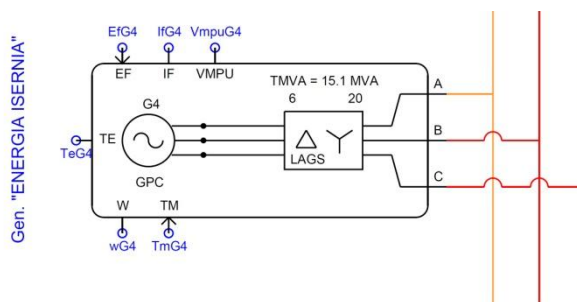 Gen. "ENERGIA ISERNIA"
EfG4 IfG4 VmpuG4
EF IF VMPU
TMVA = 15.1 MVA
A
G4
6 20
TE
B
TeG4
LAGS
GPC
C
W TM
wG4 TmG4